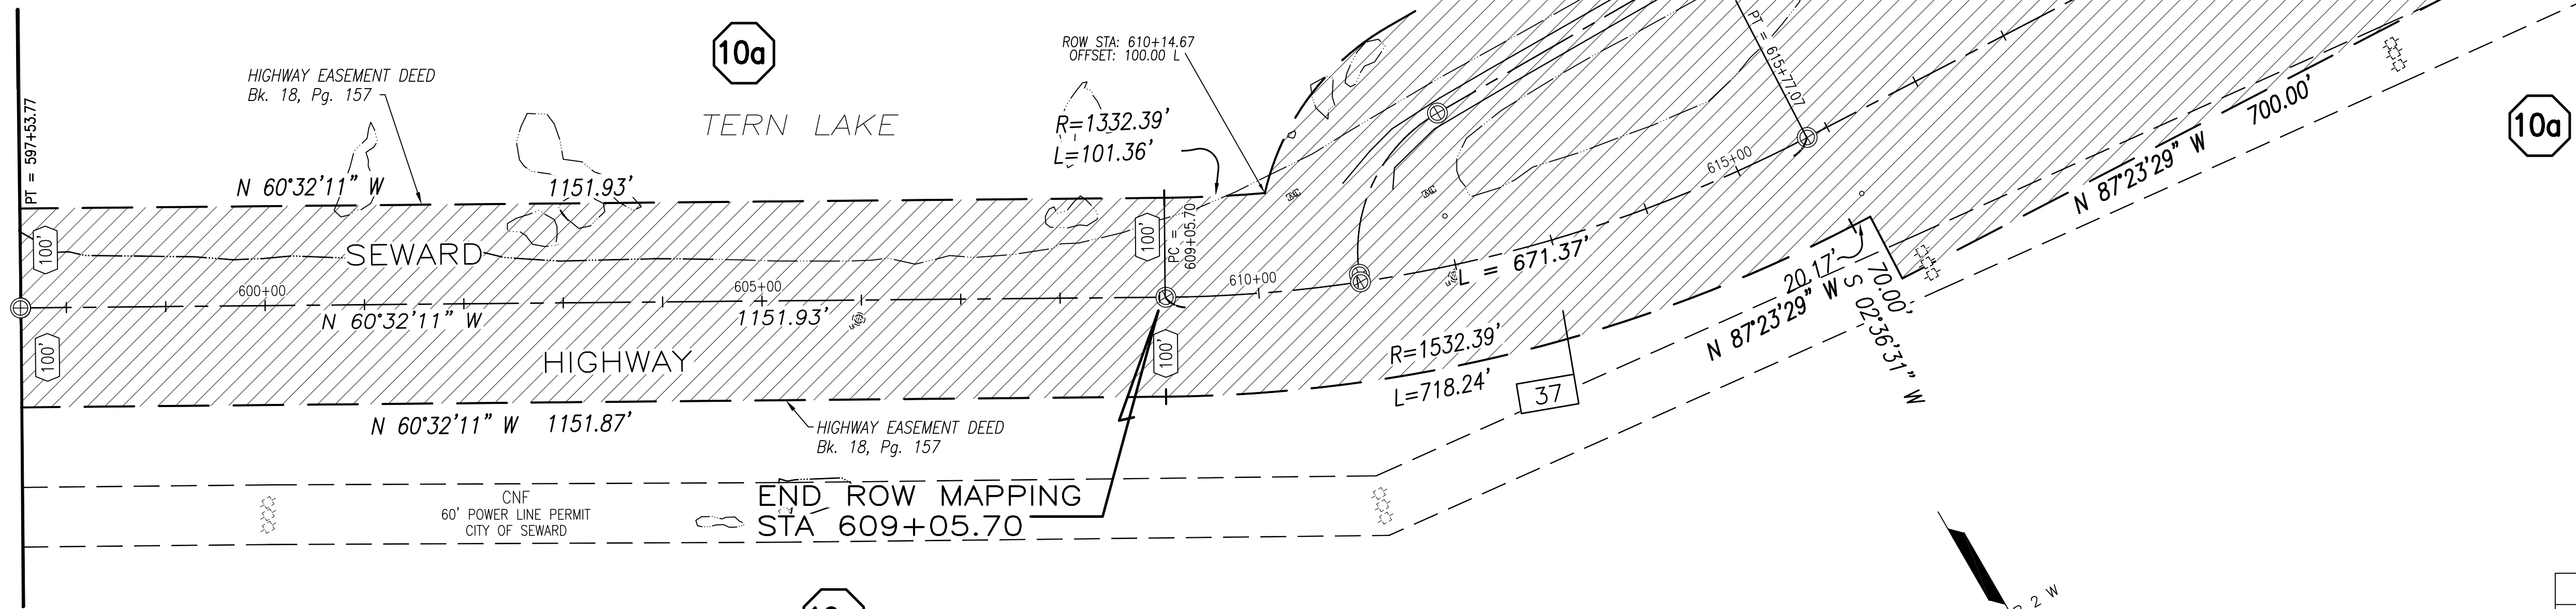 PT = 597+53.77
HIGHWAY EASEMENT DEED
Bk. 18, Pg. 157
N 60°32'11" W 1151.93'
10a
TERN LAKE
ROW STA: 610+14.67
OFFSET: 100.00 L
R=1332.39'
L=101.36'
PT = 615+77.07
10a
100'
SEWARD
100'
PC =
609+05.70
600+00
605+00
610+00
615+00
N 60°32'11" W 1151.93'
L = 671.37'
100'
HIGHWAY
100'
R=1532.39'
L=718.24'
37
N 87°23'29" W
20.17'
70.00'
S 02°36'31" W
N 87°23'29" W 700.00'
N 60°32'11" W 1151.87'
HIGHWAY EASEMENT DEED
Bk. 18, Pg. 157
CNF
60' POWER LINE PERMIT
CITY OF SEWARD
END ROW MAPPING
STA 609+05.70
2 W